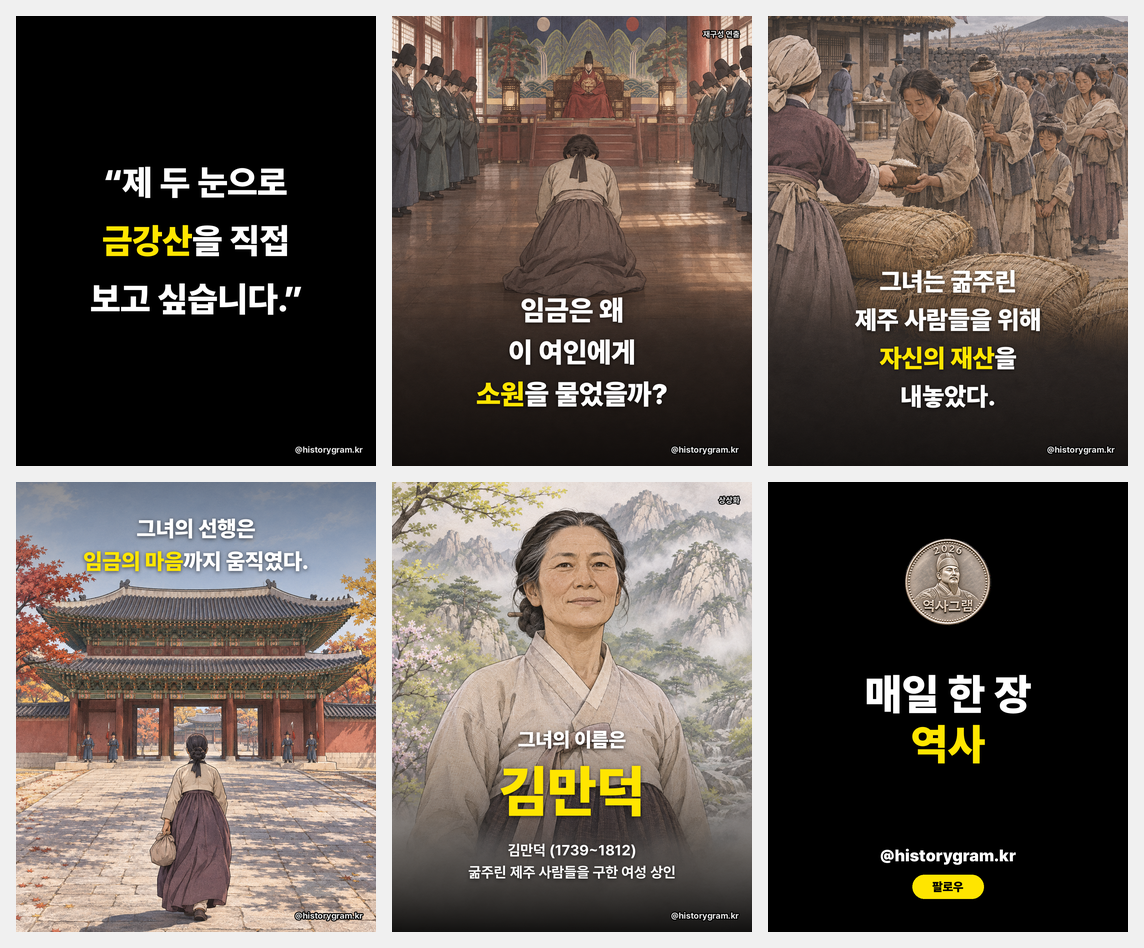 “제 두 눈으로
금강산을 직접
보고 싶습니다.”
@historygram.kr
재구성 연출
임금은 왜
이 여인에게
소원을 물었을까?
@historygram.kr
그녀는 굶주린
제주 사람들을 위해
자신의 재산을
내놓았다.
@historygram.kr
그녀의 선행은
임금의 마음까지 움직였다.
@historygram.kr
상상화
그녀의 이름은
김만덕
김만덕 (1739~1812)
굶주린 제주 사람들을 구한 여성 상인
@historygram.kr
2026
역사그램
매일 한 장
역사
@historygram.kr
팔로우